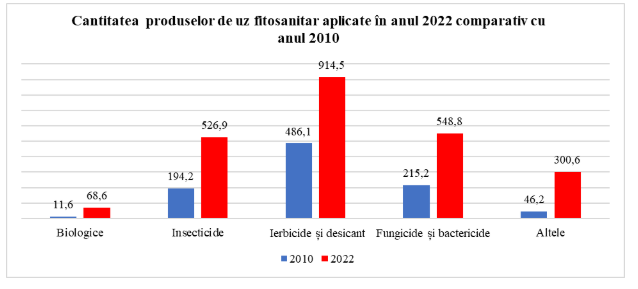 Cantitatea produselor de uz fitosanitar aplicate în anul 2022 comparativ cu
anul 2010
914,5
526,9
548,8
486,1
300,6
194,2
215,2
11,6
68,6
46,2
Biologice
Insecticide
Ierbicide și desicant
Fungicide și bactericide
Altele
2010
2022